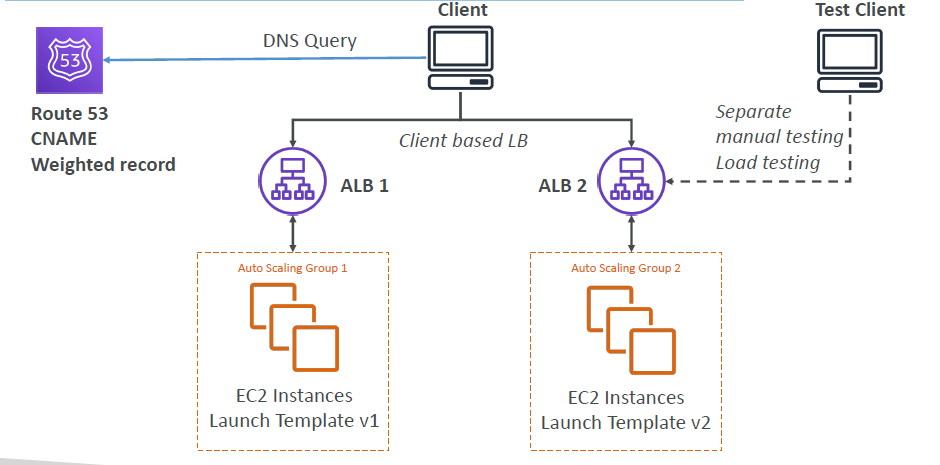 Client
Test Client
DNS Query
53
Route 53
CNAME
Weighted record
Client based LB
Separate
manual testing
Load testing
ALB 1
ALB 2
Auto Scaling Group 1
EC2 Instances
Launch Template v1
Auto Scaling Group 2
EC2 Instances
Launch Template v2